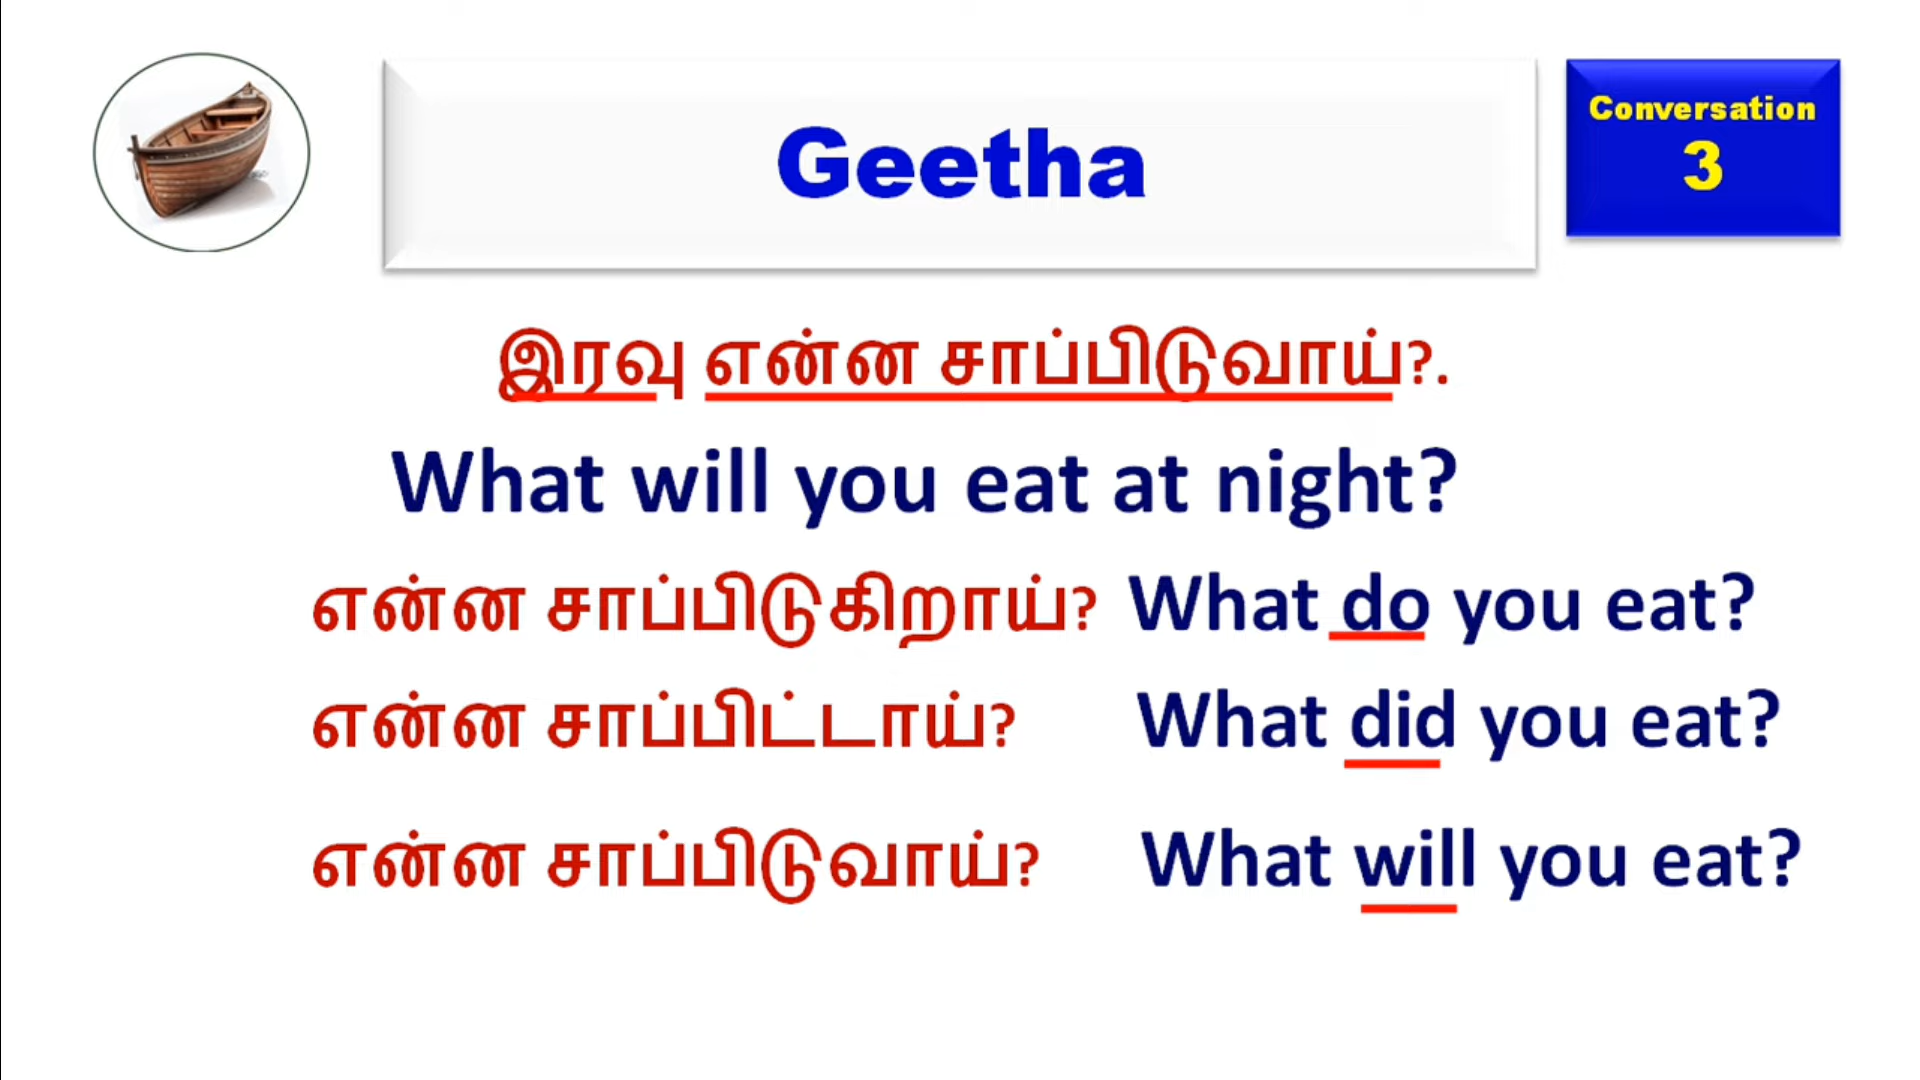 Geetha
Conversation
3
இரவு என்ன சாப்பிடுவாய்?.
What will you eat at night?
என்ன சாப்பிடுகிறாய்? What do you eat?
என்ன சாப்பிட்டாய்? What did you eat?
என்ன சாப்பிடுவாய்? What will you eat?